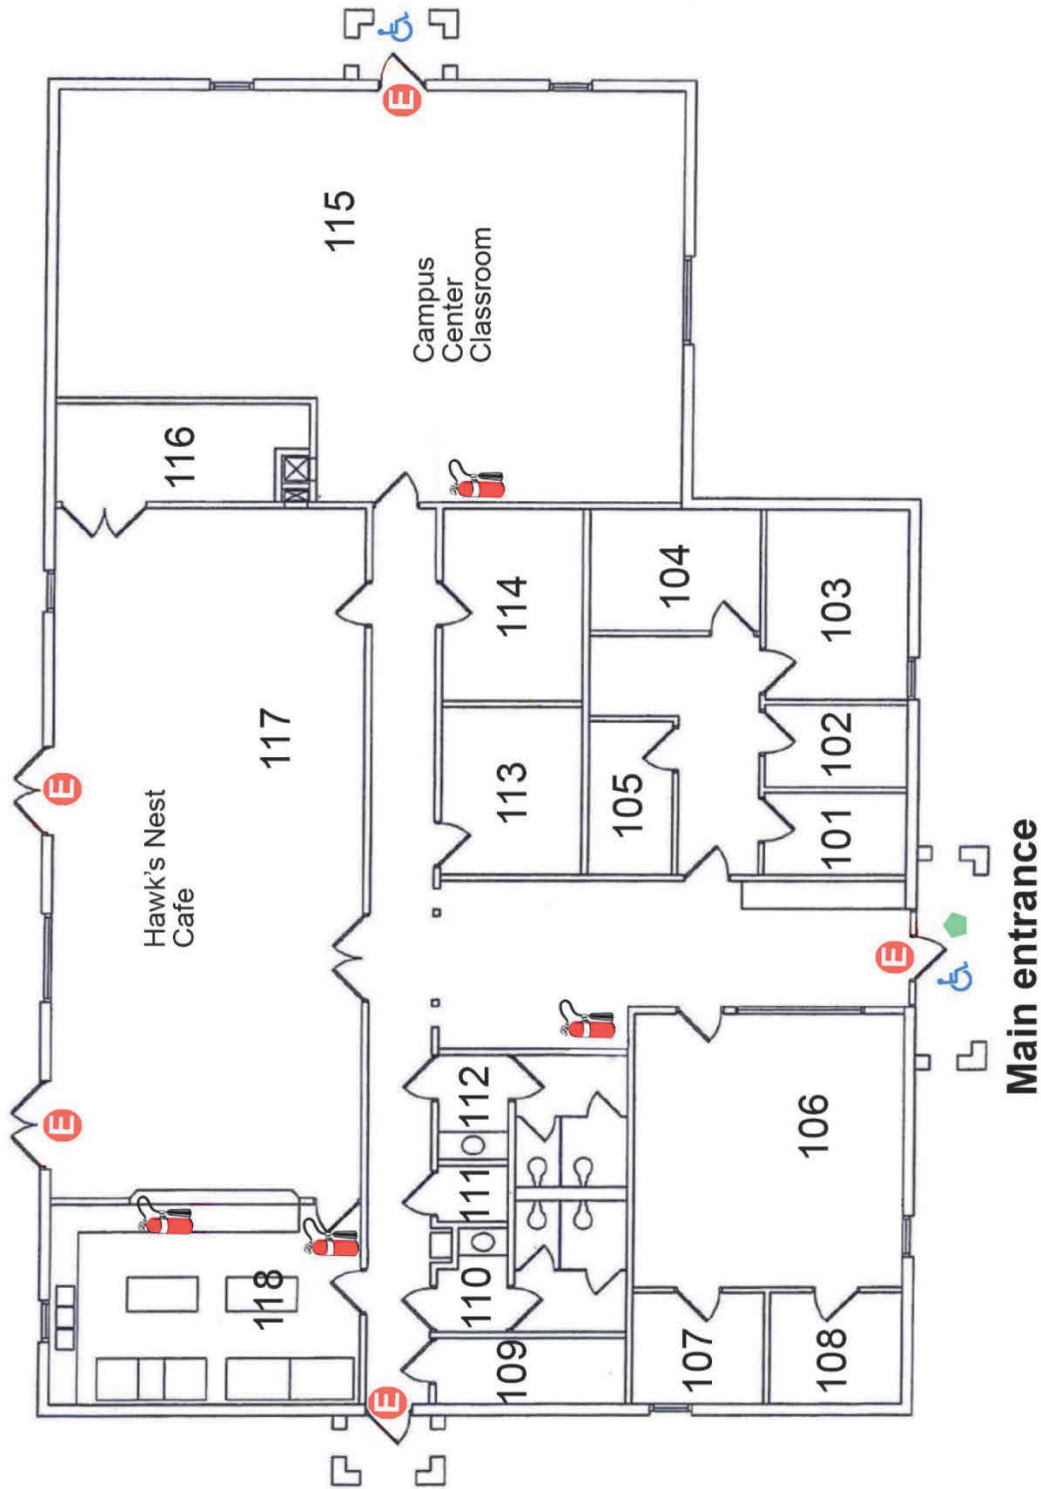 E
115
Campus
Center
Classroom
116
117
Hawk's Nest
Cafe
E
E
118
114
113
104
105
103
102
101
E
112
111
110
109
106
107
108
E
Main entrance